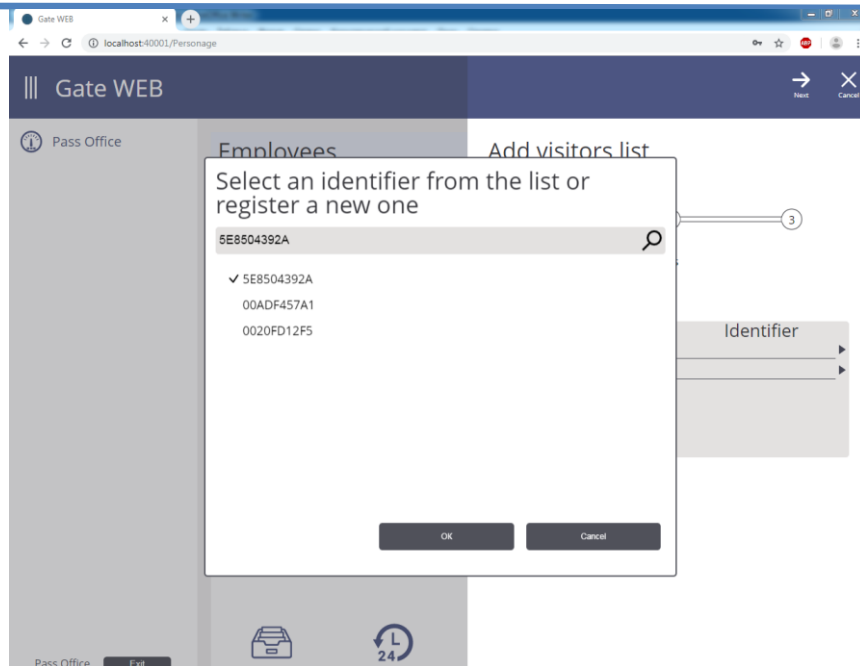 Gate WEB
localhost:40001/Personage
ABP
Gate WEB
Next
Cancel
Pass Office
Employees
Add visitors list
Select an identifier from the list or
register a new one
3
5E8504392A
5E8504392A
00ADF457A1
0020FD12F5
Identifier
OK
Cancel
24
Pass Office
Exit